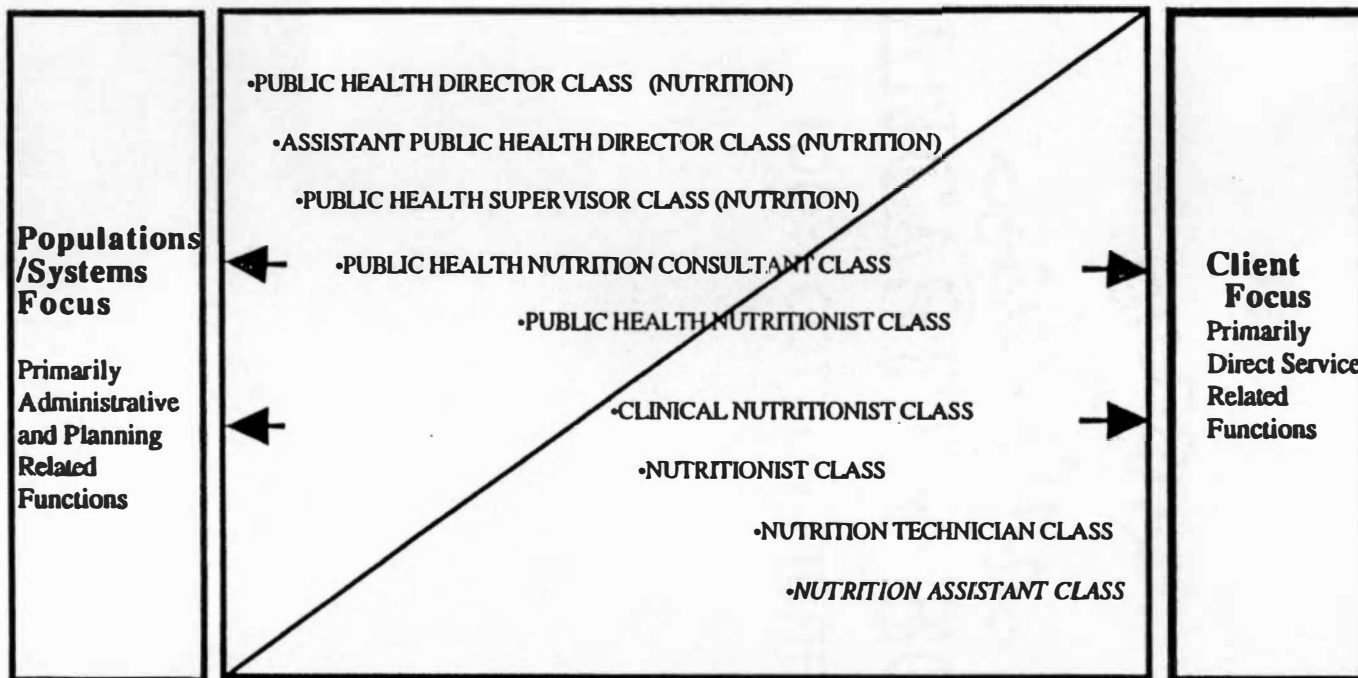 Populations
/Systems
Focus
Primarily
Administrative
and Planning
Related
Functions
•PUBLIC HEALTH DIRECTOR CLASS (NUTRITION)
•ASSISTANT PUBLIC HEALTH DIRECTOR CLASS (NUTRITION)
•PUBLIC HEALTH SUPERVISOR CLASS (NUTRITION)
•PUBLIC HEALTH NUTRITION CONSULTANT CLASS
•PUBLIC HEALTH NUTRITIONIST CLASS
•CLINICAL NUTRITIONIST CLASS
•NUTRITIONIST CLASS
•NUTRITION TECHNICIAN CLASS
•NUTRITION ASSISTANT CLASS
Client
Focus
Primarily
Direct Service
Related
Functions